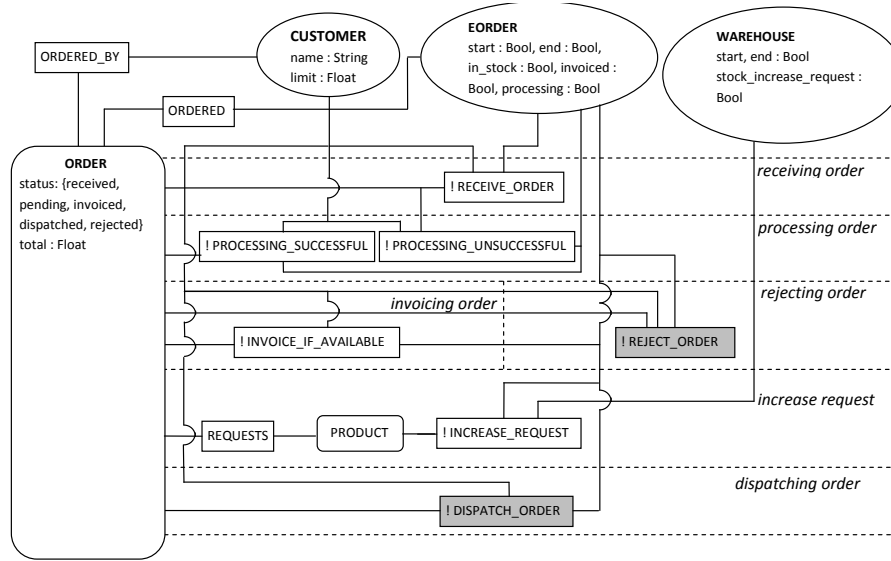 CUSTOMER
name : String
limit : Float
EORDER
start : Bool, end : Bool,
in_stock : Bool, invoiced :
Bool, processing : Bool
WAREHOUSE
start, end : Bool
stock_increase_request :
Bool
ORDERED_BY
ORDERED
ORDER
status: {received,
pending, invoiced,
dispatched, rejected}
total : Float
receiving order
! RECEIVE_ORDER
processing order
! PROCESSING_SUCCESSFUL
! PROCESSING_UNSUCCESSFUL
rejecting order
invoicing order
! INVOICE_IF_AVAILABLE
! REJECT_ORDER
increase request
REQUESTS
PRODUCT
! INCREASE_REQUEST
dispatching order
! DISPATCH_ORDER